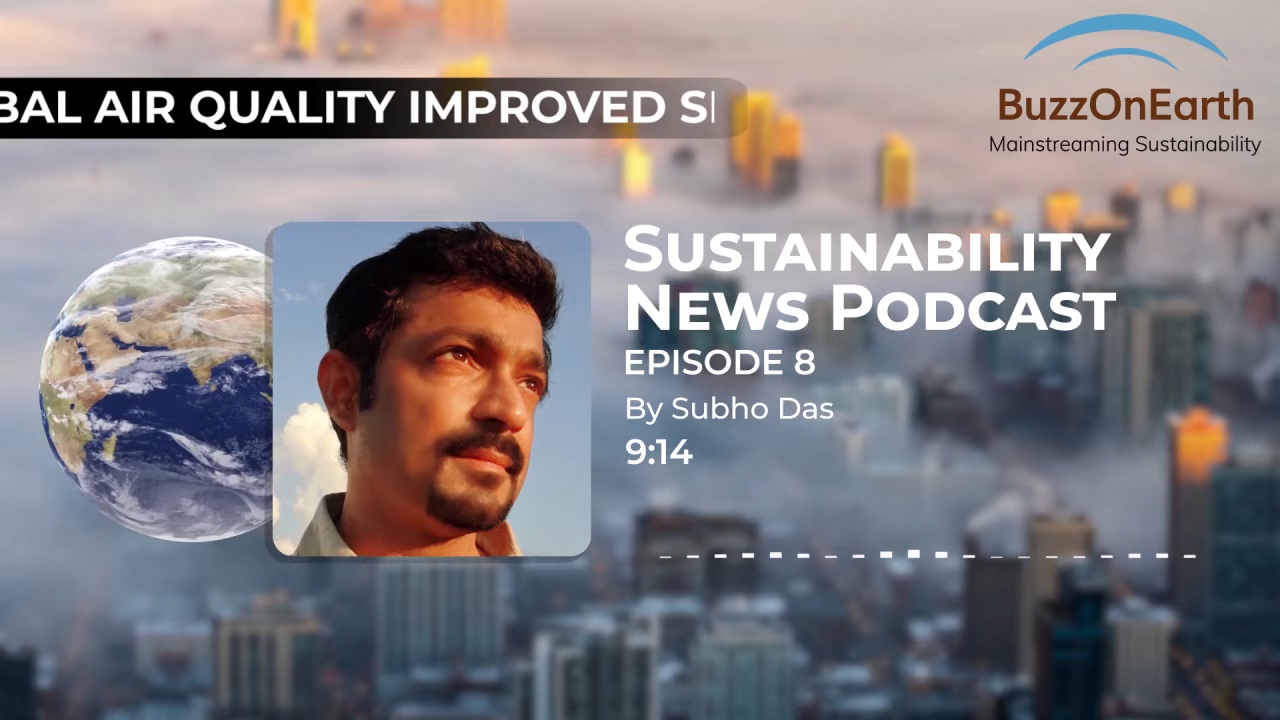 BAL AIR QUALITY IMPROVED
BuzzOnEarth
Mainstreaming Sustainability
SUSTAINABILITY
NEWS PODCAST
EPISODE 8
By Subho Das
9:14